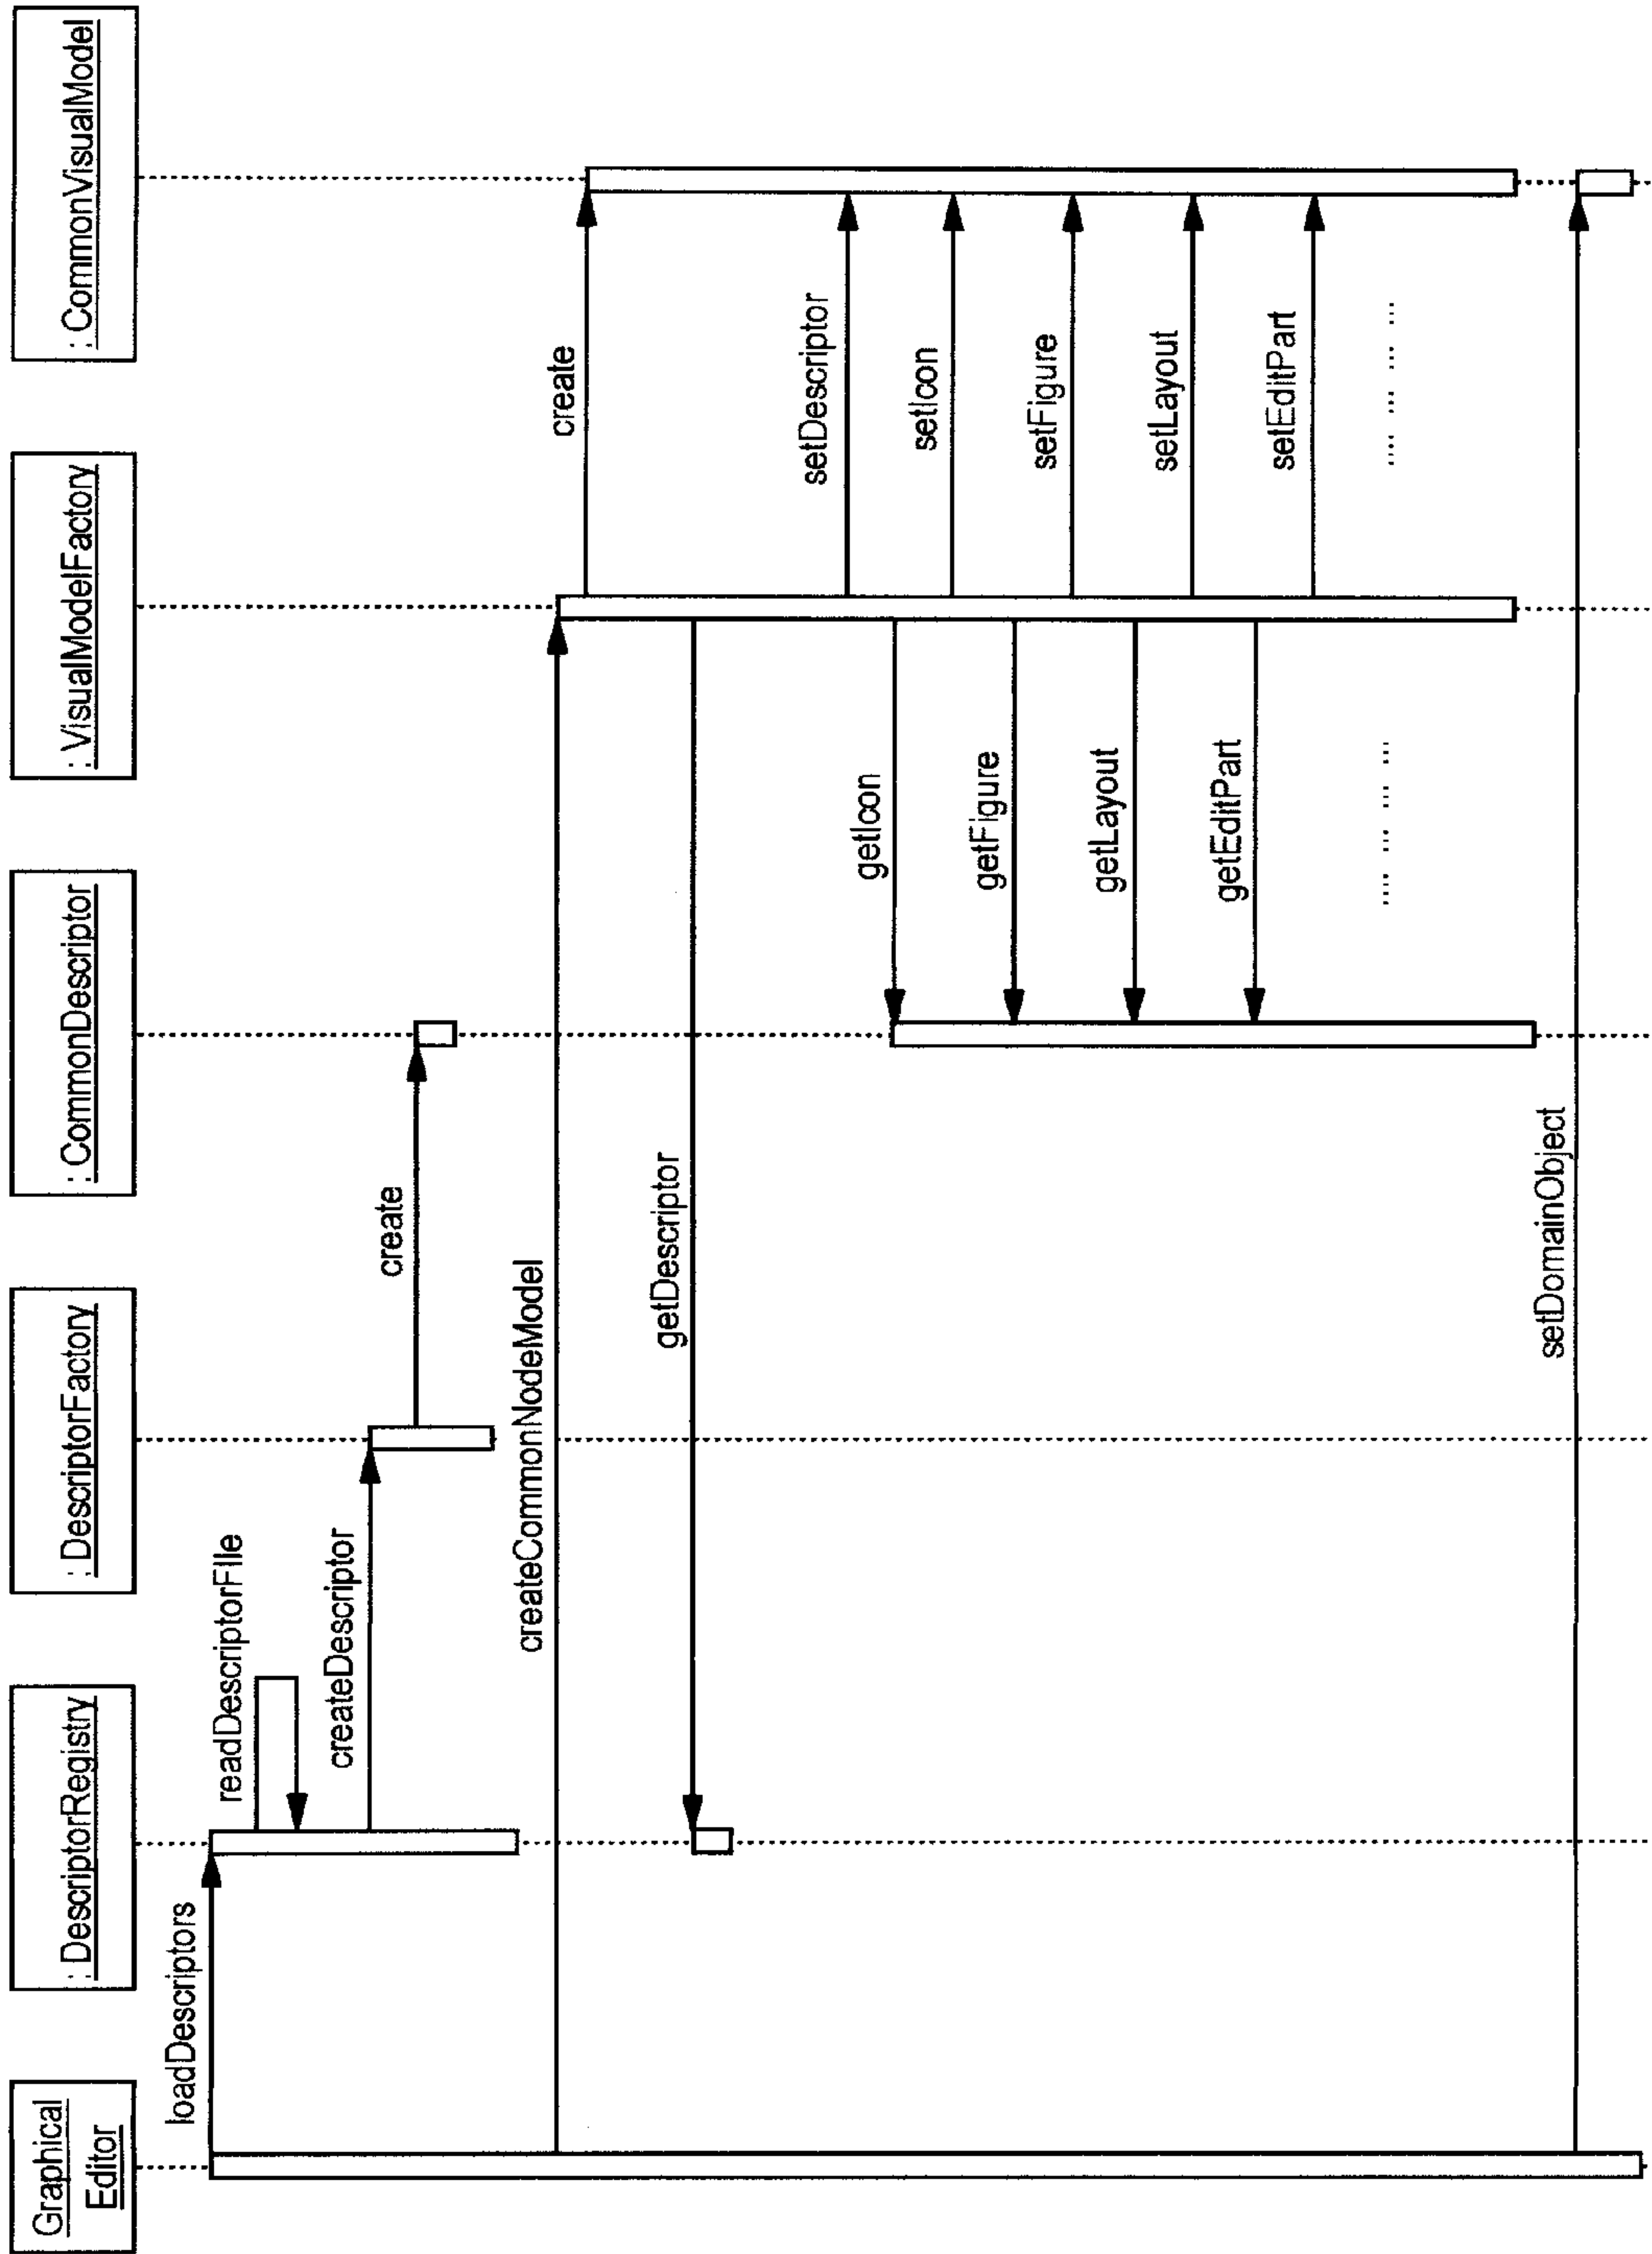 Graphical
Editor
: DescriptorRegistry
: DescriptorFactory
: CommonDescriptor
: VisualModelFactory
: CommonVisualModel
loadDescriptors
readDescriptorFile
createDescriptor
create
createCommonNodeModel
create
getDescriptor
setDescriptor
getIcon
setIcon
getFigure
setFigure
getLayout
setLayout
getEditPart
setEditPart
.... ... ... ...
.... ... ... ...
setDomainObject